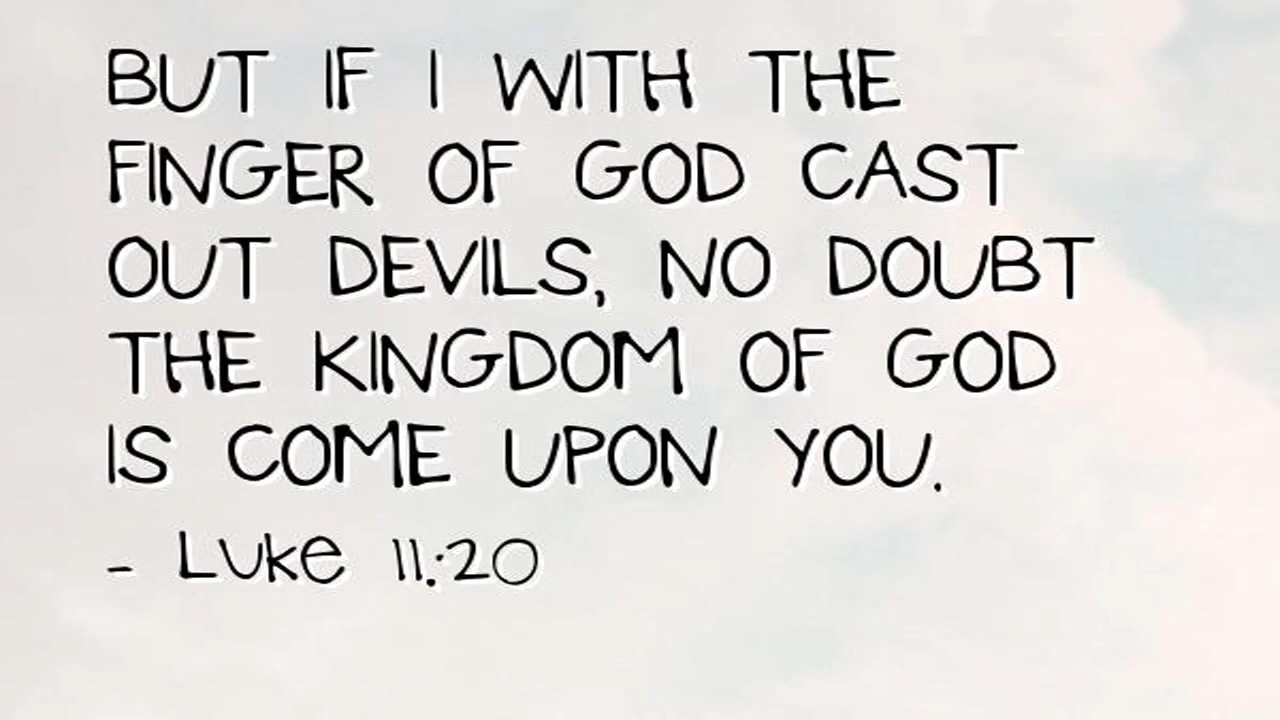 BUT IF I WITH THE
FINGER OF GOD CAST
OUT DEVILS, NO DOUBT
THE KINGDOM OF GOD
IS COME UPON YOU.
- Luke 11:20